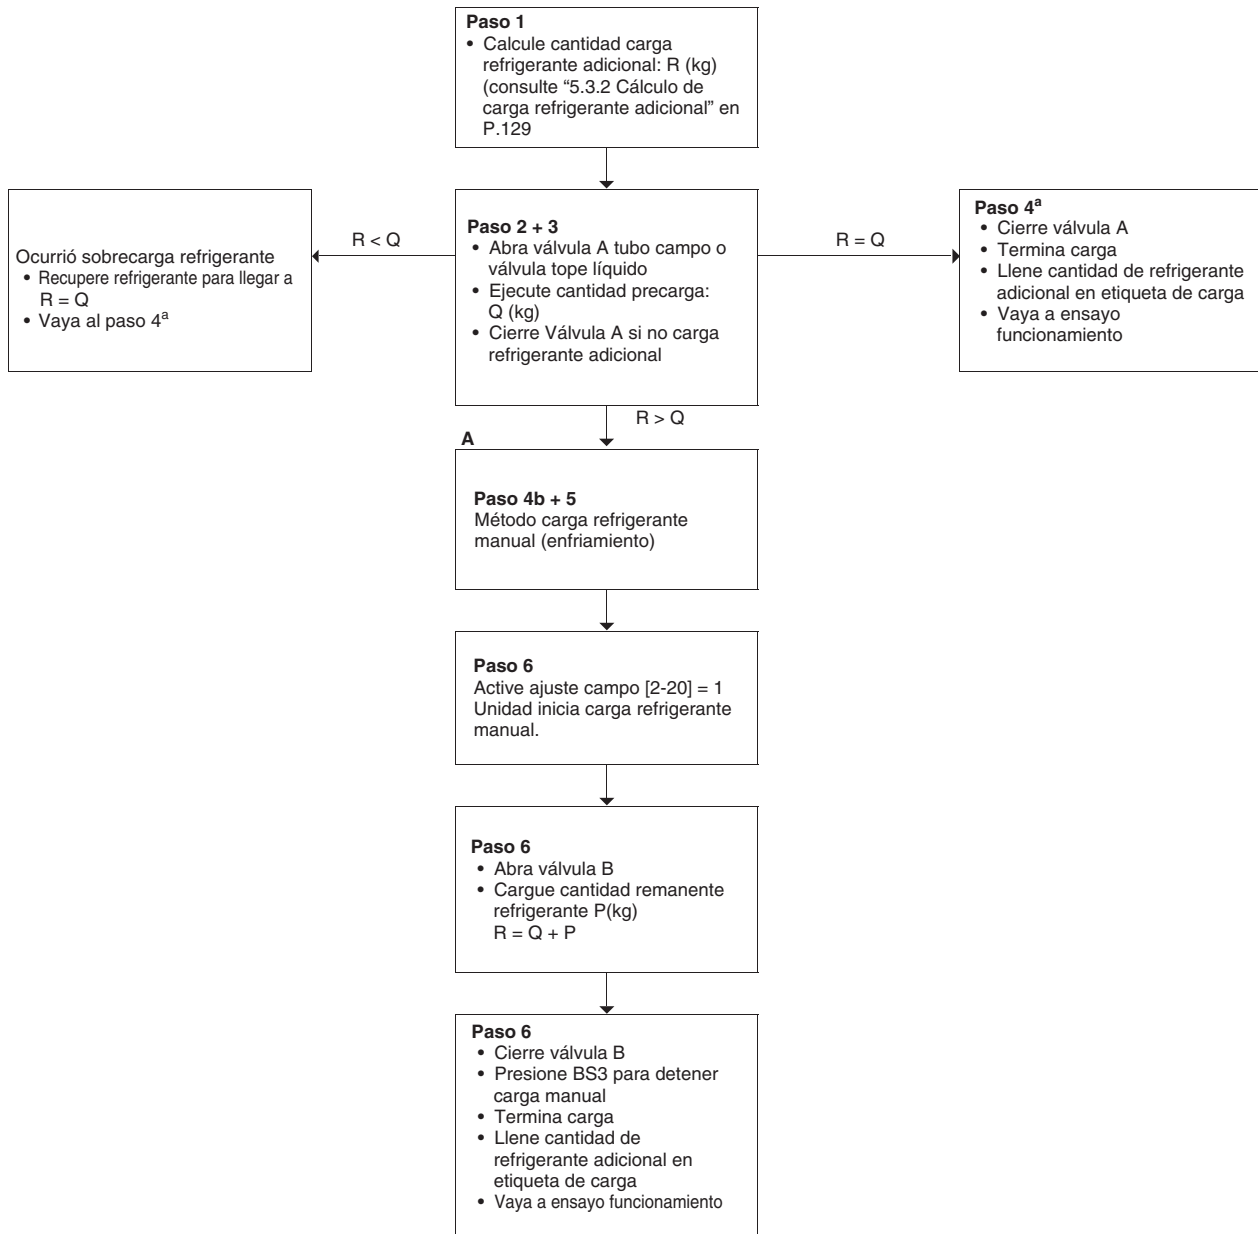 Paso 1
• Calcule cantidad carga
refrigerante adicional: R (kg)
(consulte “5.3.2 Cálculo de
carga refrigerante adicional” en
P.129
Ocurrió sobrecarga refrigerante
• Recupere refrigerante para llegar a
R = Q
• Vaya al paso 4ª
R < Q
Paso 2 + 3
• Abra válvula A tubo campo o
válvula tope líquido
• Ejecute cantidad precarga:
Q (kg)
• Cierre Válvula A si no carga
refrigerante adicional
R = Q
Paso 4ª
• Cierre válvula A
• Termina carga
• Llene cantidad de refrigerante
adicional en etiqueta de carga
• Vaya a ensayo
funcionamiento
R > Q
A
Paso 4b + 5
Método carga refrigerante
manual (enfriamiento)
Paso 6
Active ajuste campo [2-20] = 1
Unidad inicia carga refrigerante
manual.
Paso 6
• Abra válvula B
• Cargue cantidad remanente
refrigerante P(kg)
R = Q + P
Paso 6
• Cierre válvula B
• Presione BS3 para detener
carga manual
• Termina carga
• Llene cantidad de
refrigerante adicional en
etiqueta de carga
• Vaya a ensayo funcionamiento